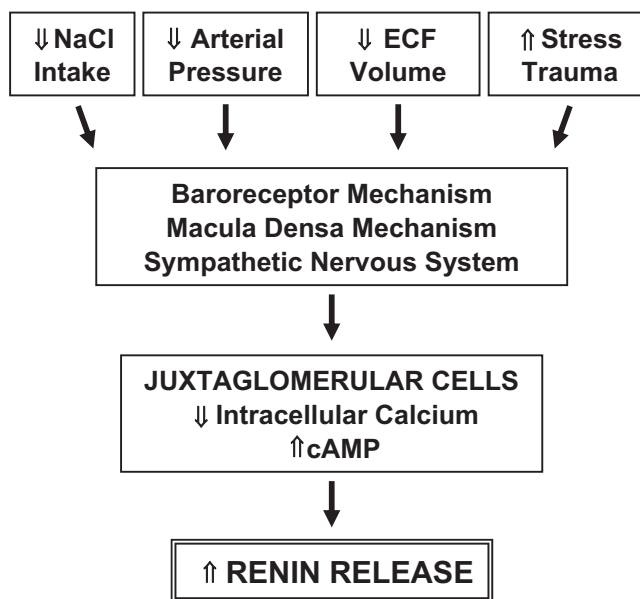 ⇓ NaCl
Intake
⇓ Arterial
Pressure
⇓ ECF
Volume
⇑ Stress
Trauma
Baroreceptor Mechanism
Macula Densa Mechanism
Sympathetic Nervous System
JUXTAGLOMERULAR CELLS
⇓ Intracellular Calcium
⇑cAMP
⇑ RENIN RELEASE